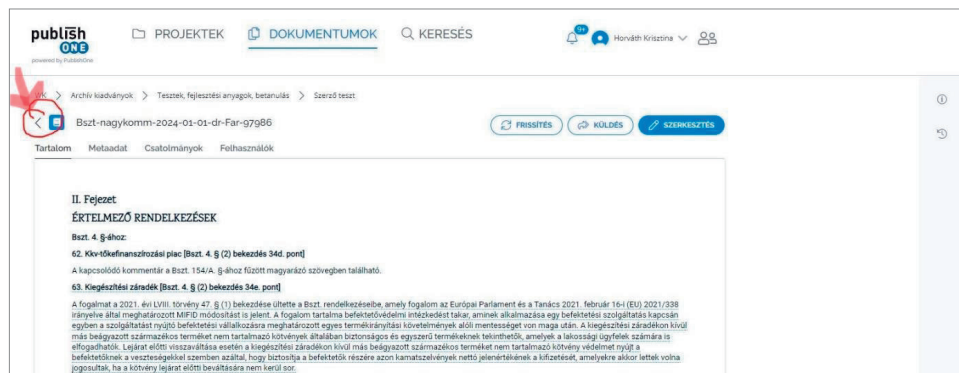 publish
ONE
powered by PublishOne
PROJEKTEK
DOKUMENTUMOK
KERESÉS
9+
Horváth Krisztina
WK > Archív kiadványok > Tesztek, fejlesztési anyagok, betanulás > Szerző teszt
Bszt-nagykomm-2024-01-01-dr-Far-97986
FRISSÍTÉS
KÜLDÉS
SZERKESZTÉS
Tartalom Metaadat Csatolmányok Felhasználók
II. Fejezet
ÉRTELMEZŐ RENDELKEZÉSEK
Bszt. 4. §-ához:
62. Kkv-tőkefinanszírozási piac [Bszt. 4. § (2) bekezdés 34d. pont]
A kapcsolódó kommentár a Bszt. 154/A. §-ához fűzött magyarázó szövegben található.
63. Kiegészítési záradék [Bszt. 4. § (2) bekezdés 34e. pont]
A fogalmat a 2021. évi LVIII. törvény 47. § (1) bekezdése ültette a Bszt. rendelkezéseibe, amely fogalom az Európai Parlament és a Tanács 2021. február 16-i (EU) 2021/338
irányelve által meghatározott MIFID módosítást is jelent. A fogalom tartalma befektetővédelmi intézkedést takar, aminek alkalmazása egy befektetési szolgáltatás kapcsán
egyben a szolgáltatást nyújtó befektetési vállalkozásra meghatározott egyes termékirányítási követelmények alóli mentességet von maga után. A kiegészítési záradékon kívül
más beágyazott származékos terméket nem tartalmazó kötvények általában biztonságos és egyszerű termékeknek tekinthetők, amelyek a lakossági ügyfelek számára is
elfogadhatók. Lejárat előtti visszaváltása esetén a kiegészítési záradékon kívül más beágyazott származékos terméket nem tartalmazó kötvény védelmet nyújt a
befektetőknek a veszteségekkel szemben azáltal, hogy biztosítja a befektetők részére azon kamatszelvények nettó jelenértékének a kifizetését, amelyekre akkor lettek volna
jogosultak, ha a kötvény lejárat előtti beváltására nem kerül sor.